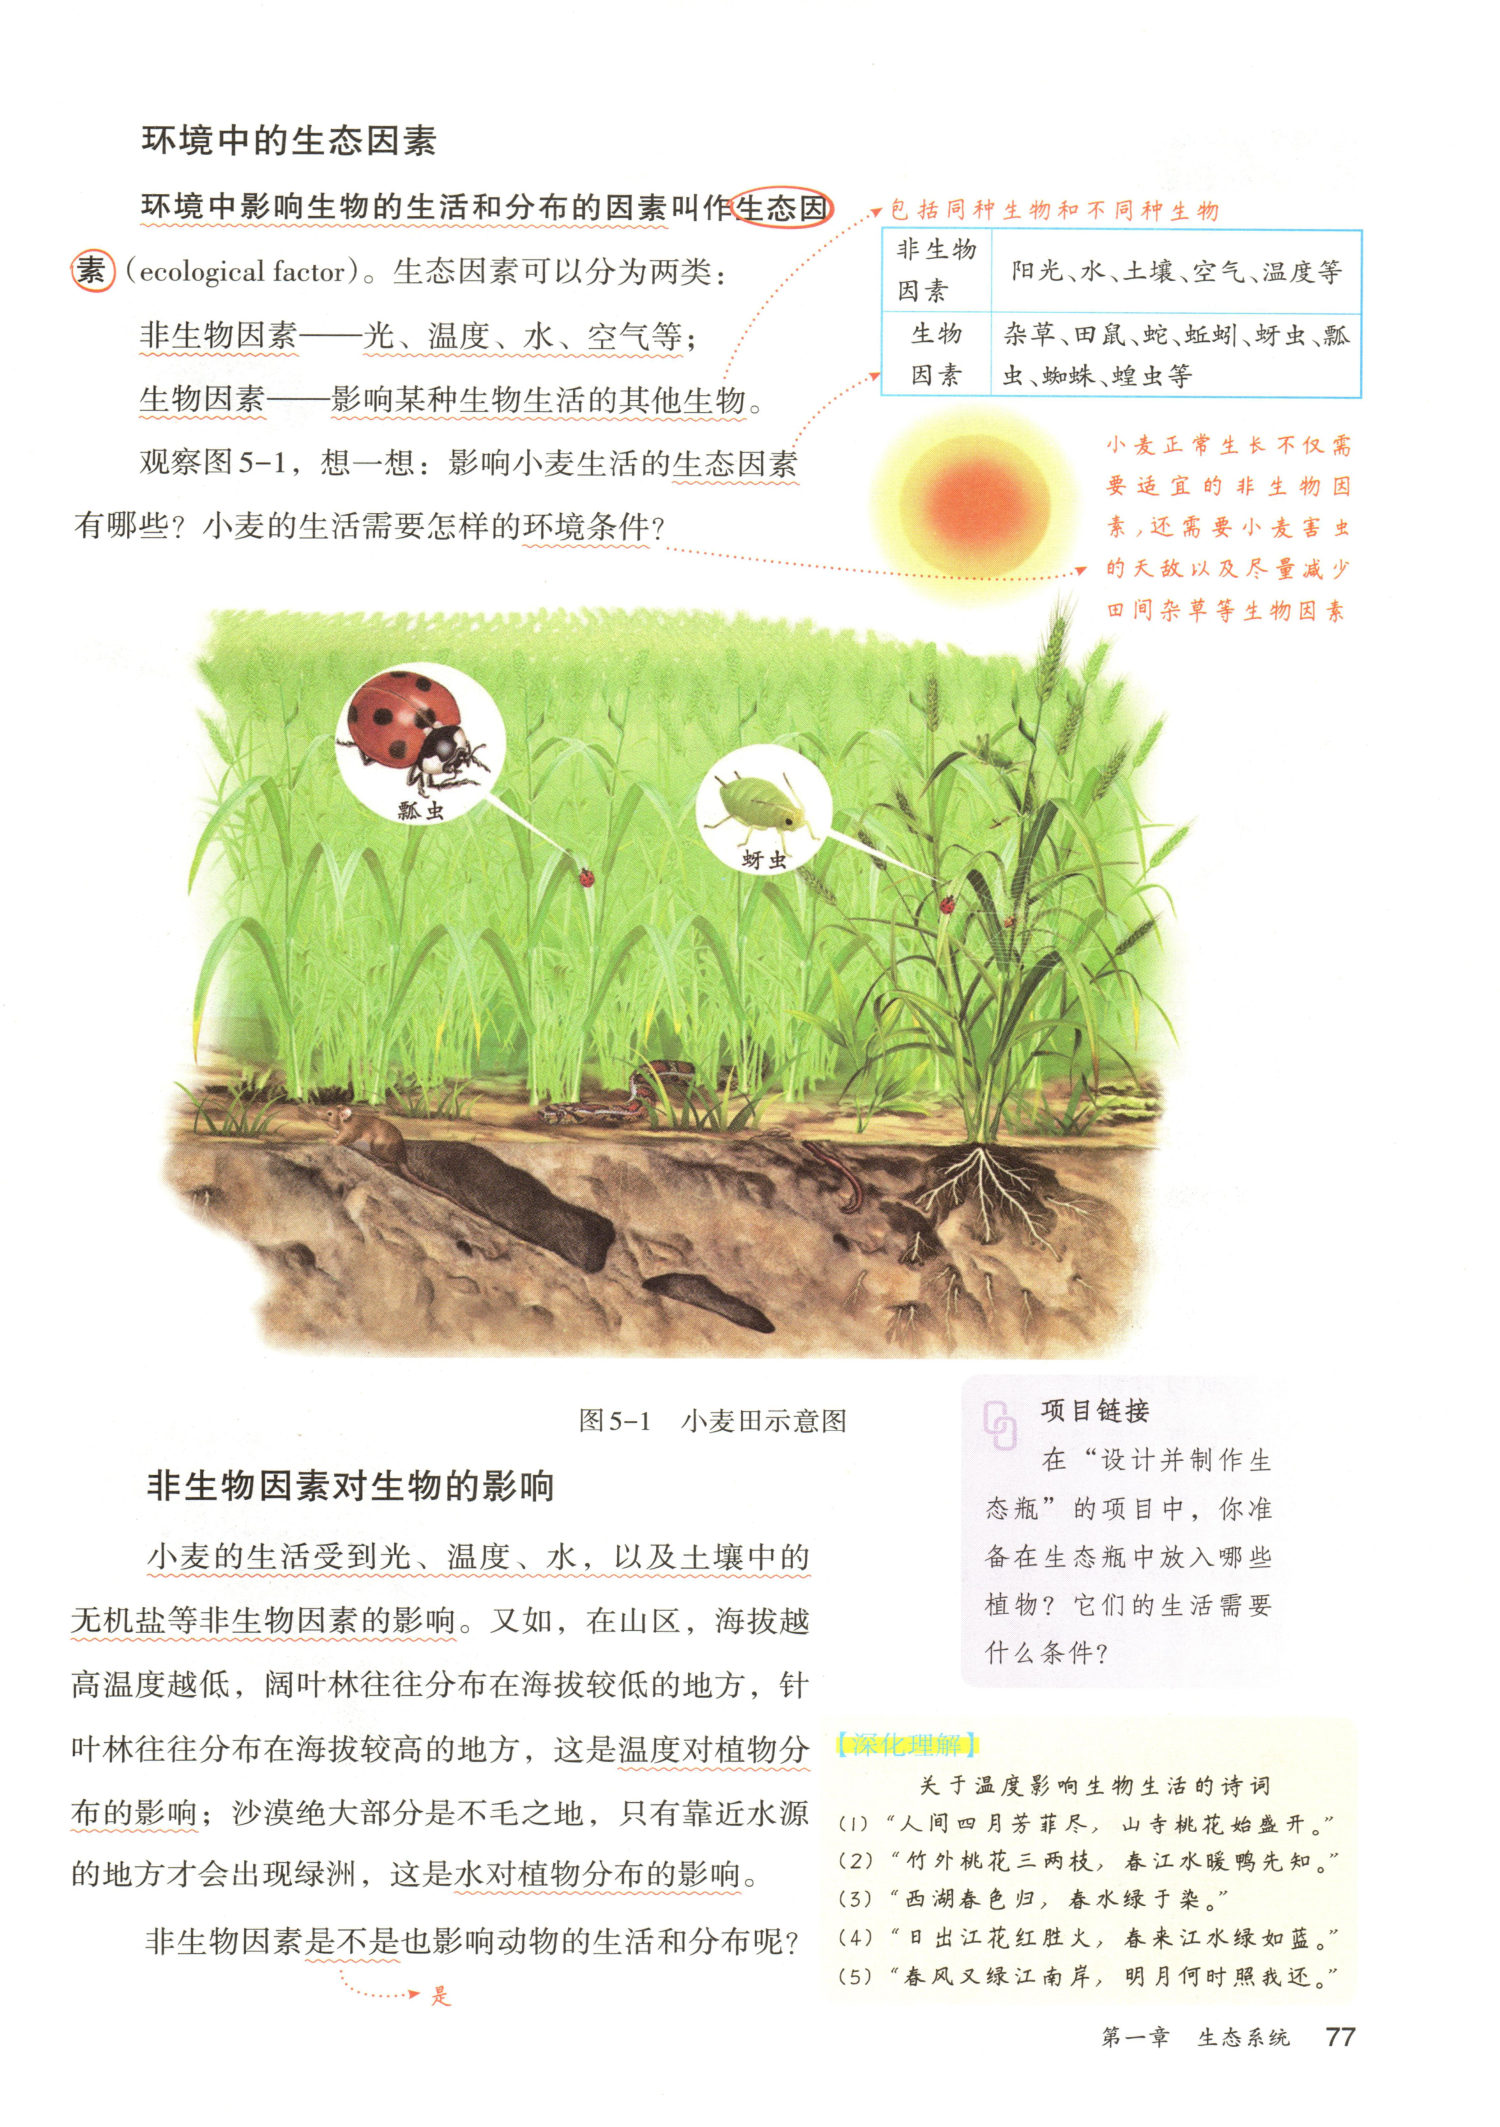 环境中的生态因素
环境中影响生物的生活和分布的因素叫作生态因
素（ecological factor）。生态因素可以分为两类：
非生物因素——光、温度、水、空气等；
生物因素——影响某种生物生活的其他生物。
观察图5-1，想一想：影响小麦生活的生态因素
有哪些？小麦的生活需要怎样的环境条件？
包括同种生物和不同种生物
非生物
因素
阳光、水、土壤、空气、温度等
生物
因素
杂草、田鼠、蛇、蚯蚓、蚜虫、瓢
虫、蜘蛛、蝗虫等
小麦正常生长不仅需
要适宜的非生物因
素，还需要小麦害虫
的天敌以及尽量减少
田间杂草等生物因素
瓢虫
蚜虫
图5-1 小麦田示意图
项目链接
在“设计并制作生
态瓶”的项目中，你准
备在生态瓶中放入哪些
植物？它们的生活需要
什么条件？
非生物因素对生物的影响
小麦的生活受到光、温度、水，以及土壤中的
无机盐等非生物因素的影响。又如，在山区，海拔越
高温度越低，阔叶林往往分布在海拔较低的地方，针
叶林往往分布在海拔较高的地方，这是温度对植物分
布的影响；沙漠绝大部分是不毛之地，只有靠近水源
的地方才会出现绿洲，这是水对植物分布的影响。
非生物因素是不是也影响动物的生活和分布呢？
是
【深化理解】
关于温度影响生物生活的诗词
（1）“人间四月芳菲尽，山寺桃花始盛开。”
（2）“竹外桃花三两枝，春江水暖鸭先知。”
（3）“西湖春色归，春水绿于染。”
（4）“日出江花红胜火，春来江水绿如蓝。”
（5）“春风又绿江南岸，明月何时照我还。”
第一章 生态系统 77